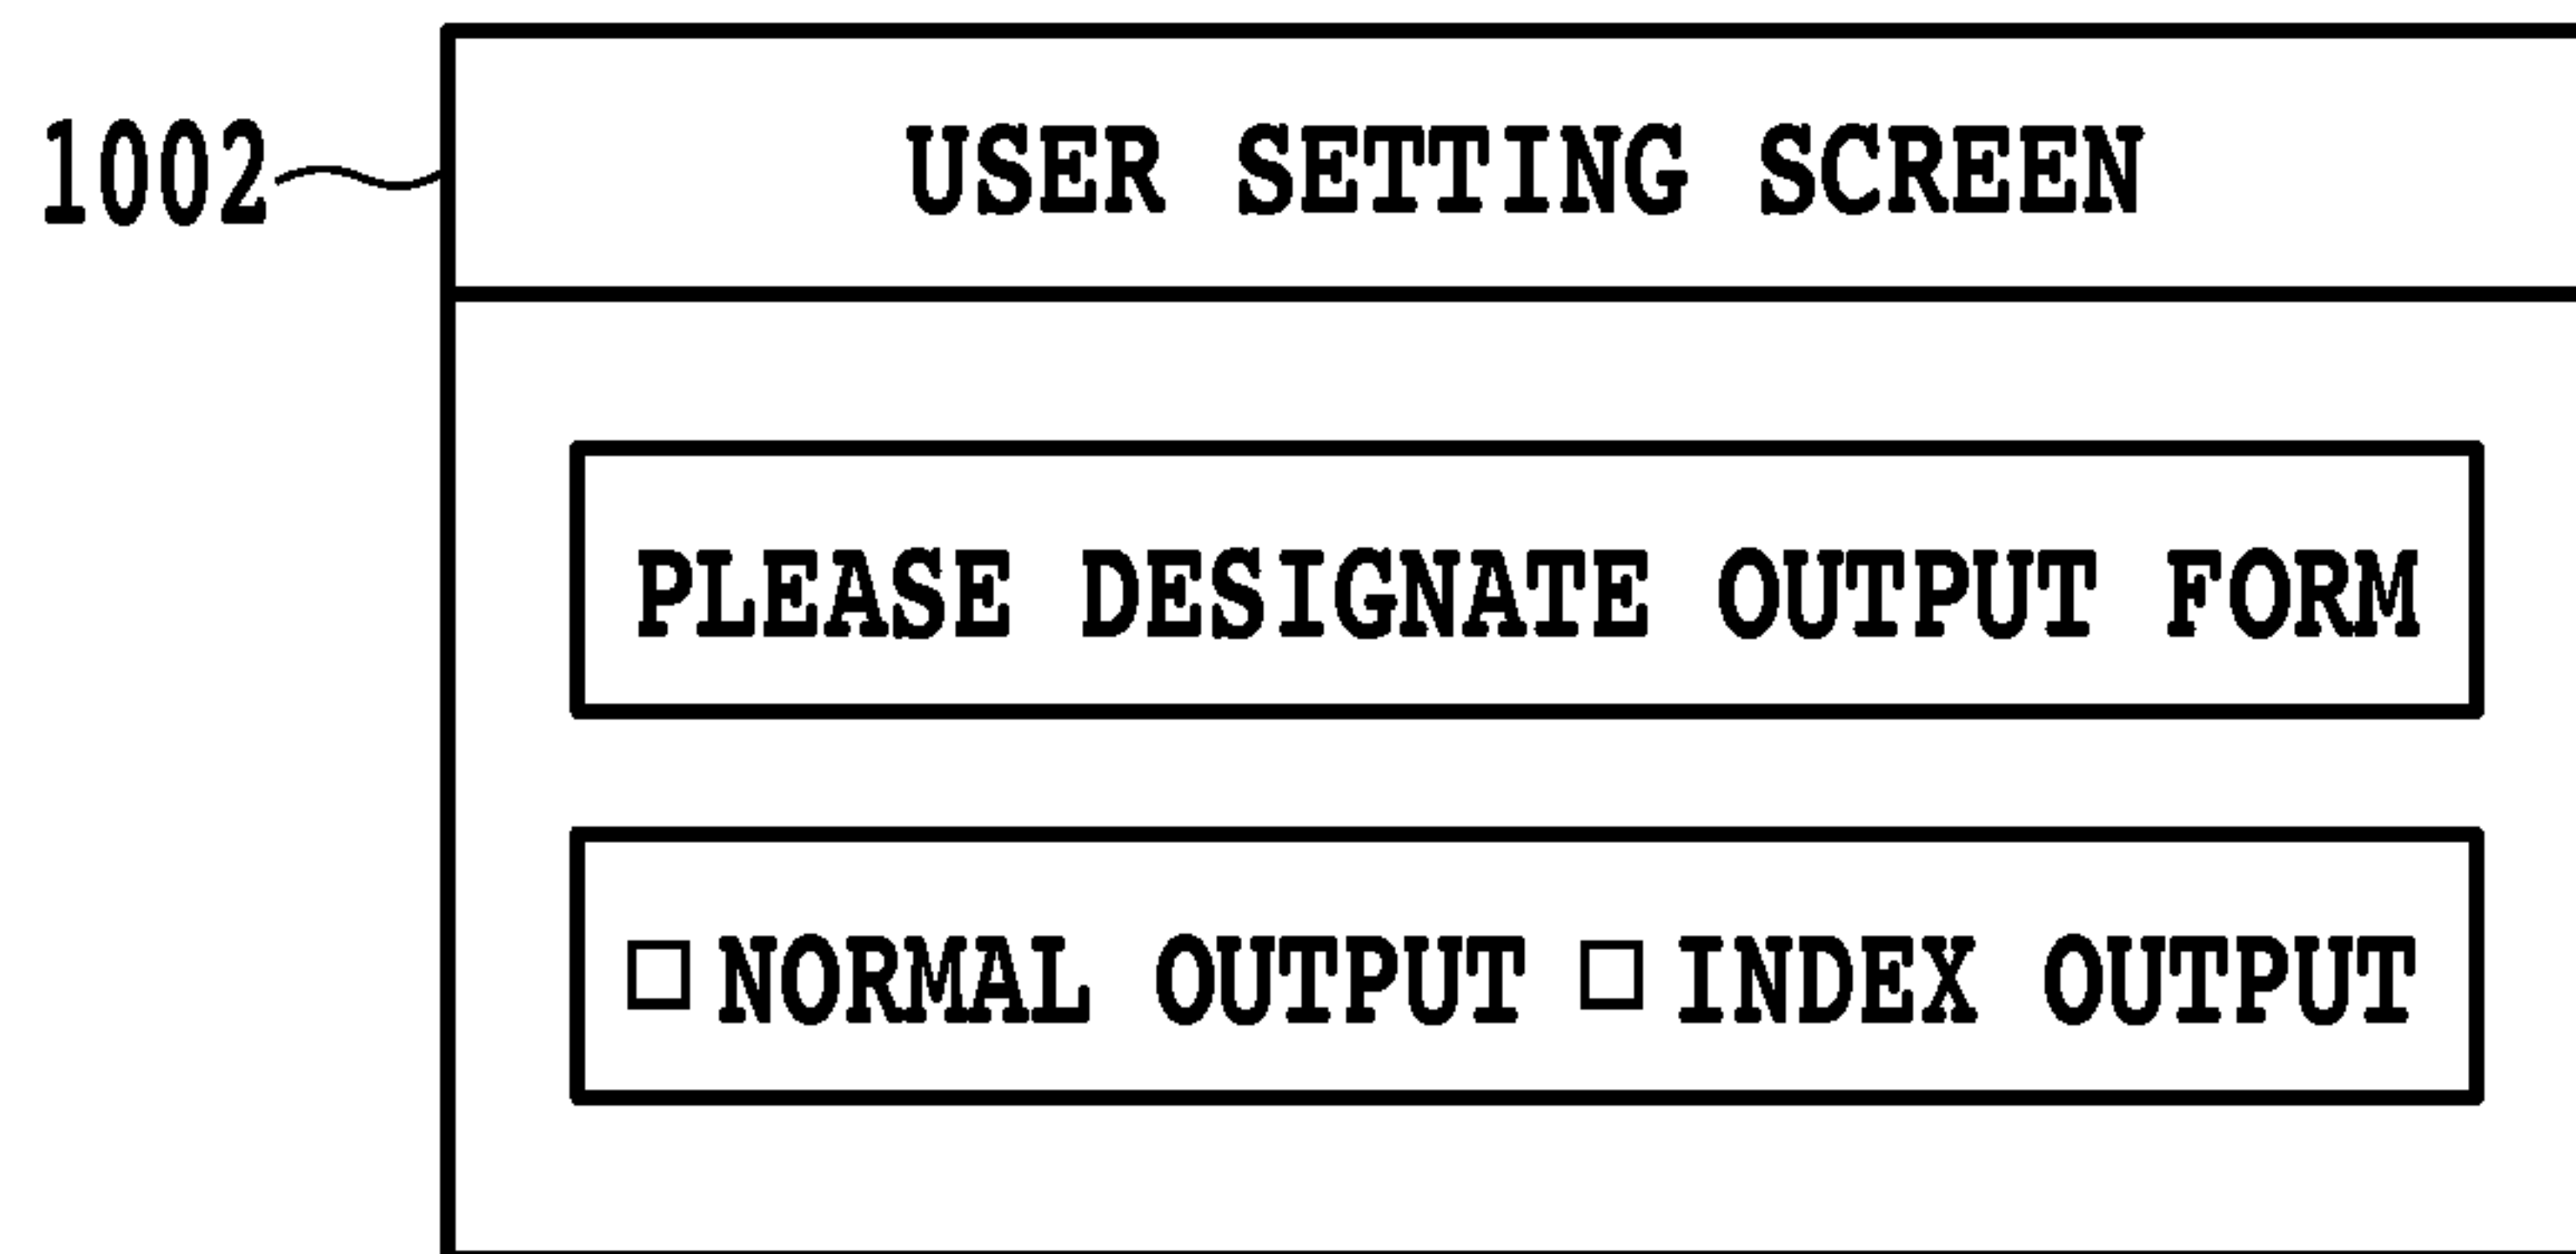 1002
USER SETTING SCREEN
PLEASE DESIGNATE OUTPUT FORM
□ NORMAL OUTPUT □ INDEX OUTPUT